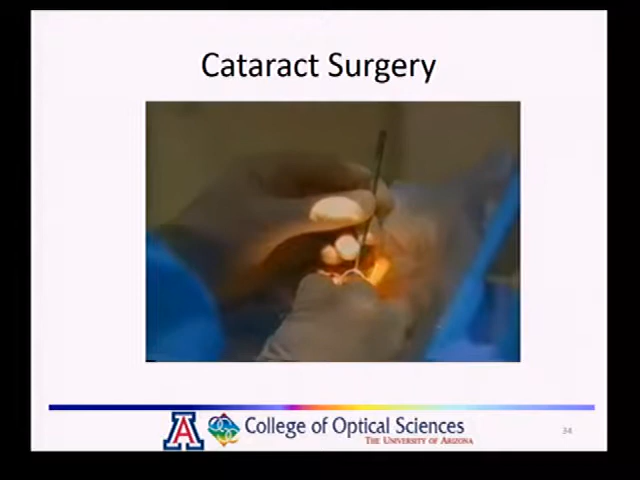 Cataract Surgery
A
College of Optical Sciences
THE UNIVERSITY OF ARIZONA
34